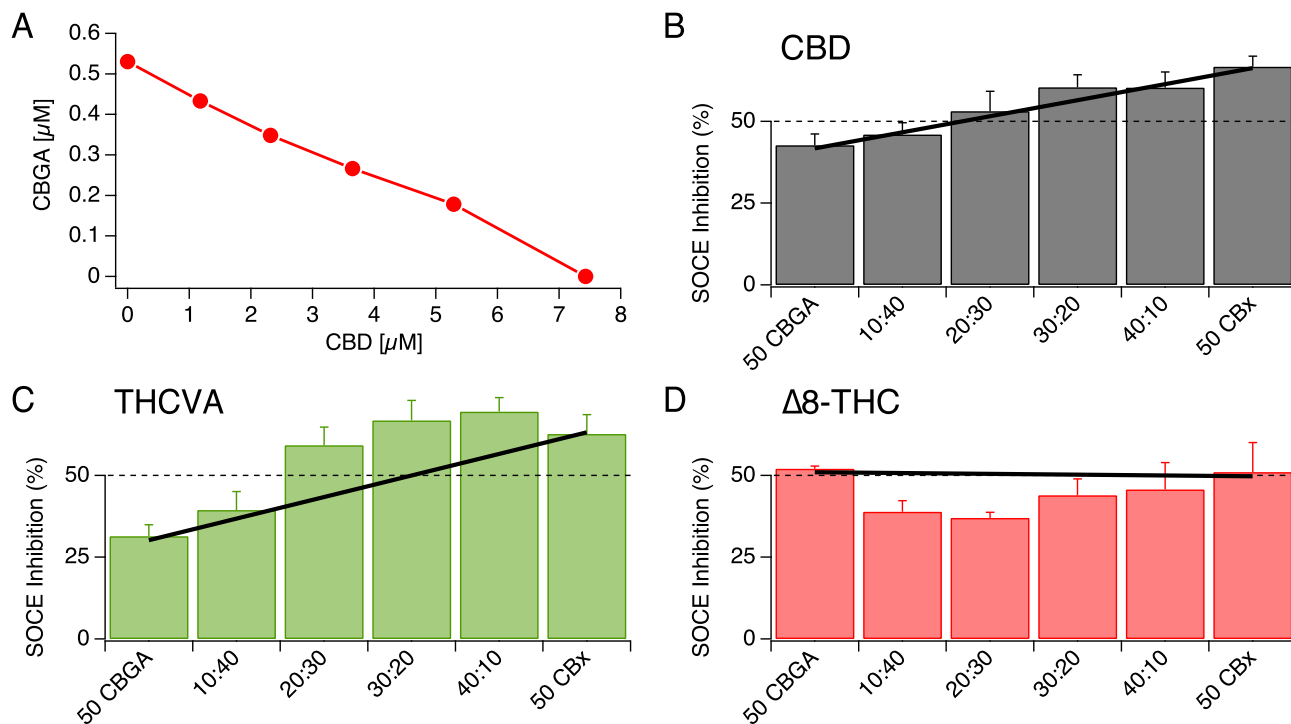 A
CBGA [µM]
0.6
0.5
0.4
0.3
0.2
0.1
0
0 1 2 3 4 5 6 7 8
CBD [µM]
B
CBD
SOCE Inhibition (%)
50
25
0
50 CBGA 10:40 20:30 30:20 40:10 50 CBx
C
THCVA
SOCE Inhibition (%)
50
25
0
50 CBGA 10:40 20:30 30:20 40:10 50 CBx
D
Δ8-THC
SOCE Inhibition (%)
50
25
0
50 CBGA 10:40 20:30 30:20 40:10 50 CBx